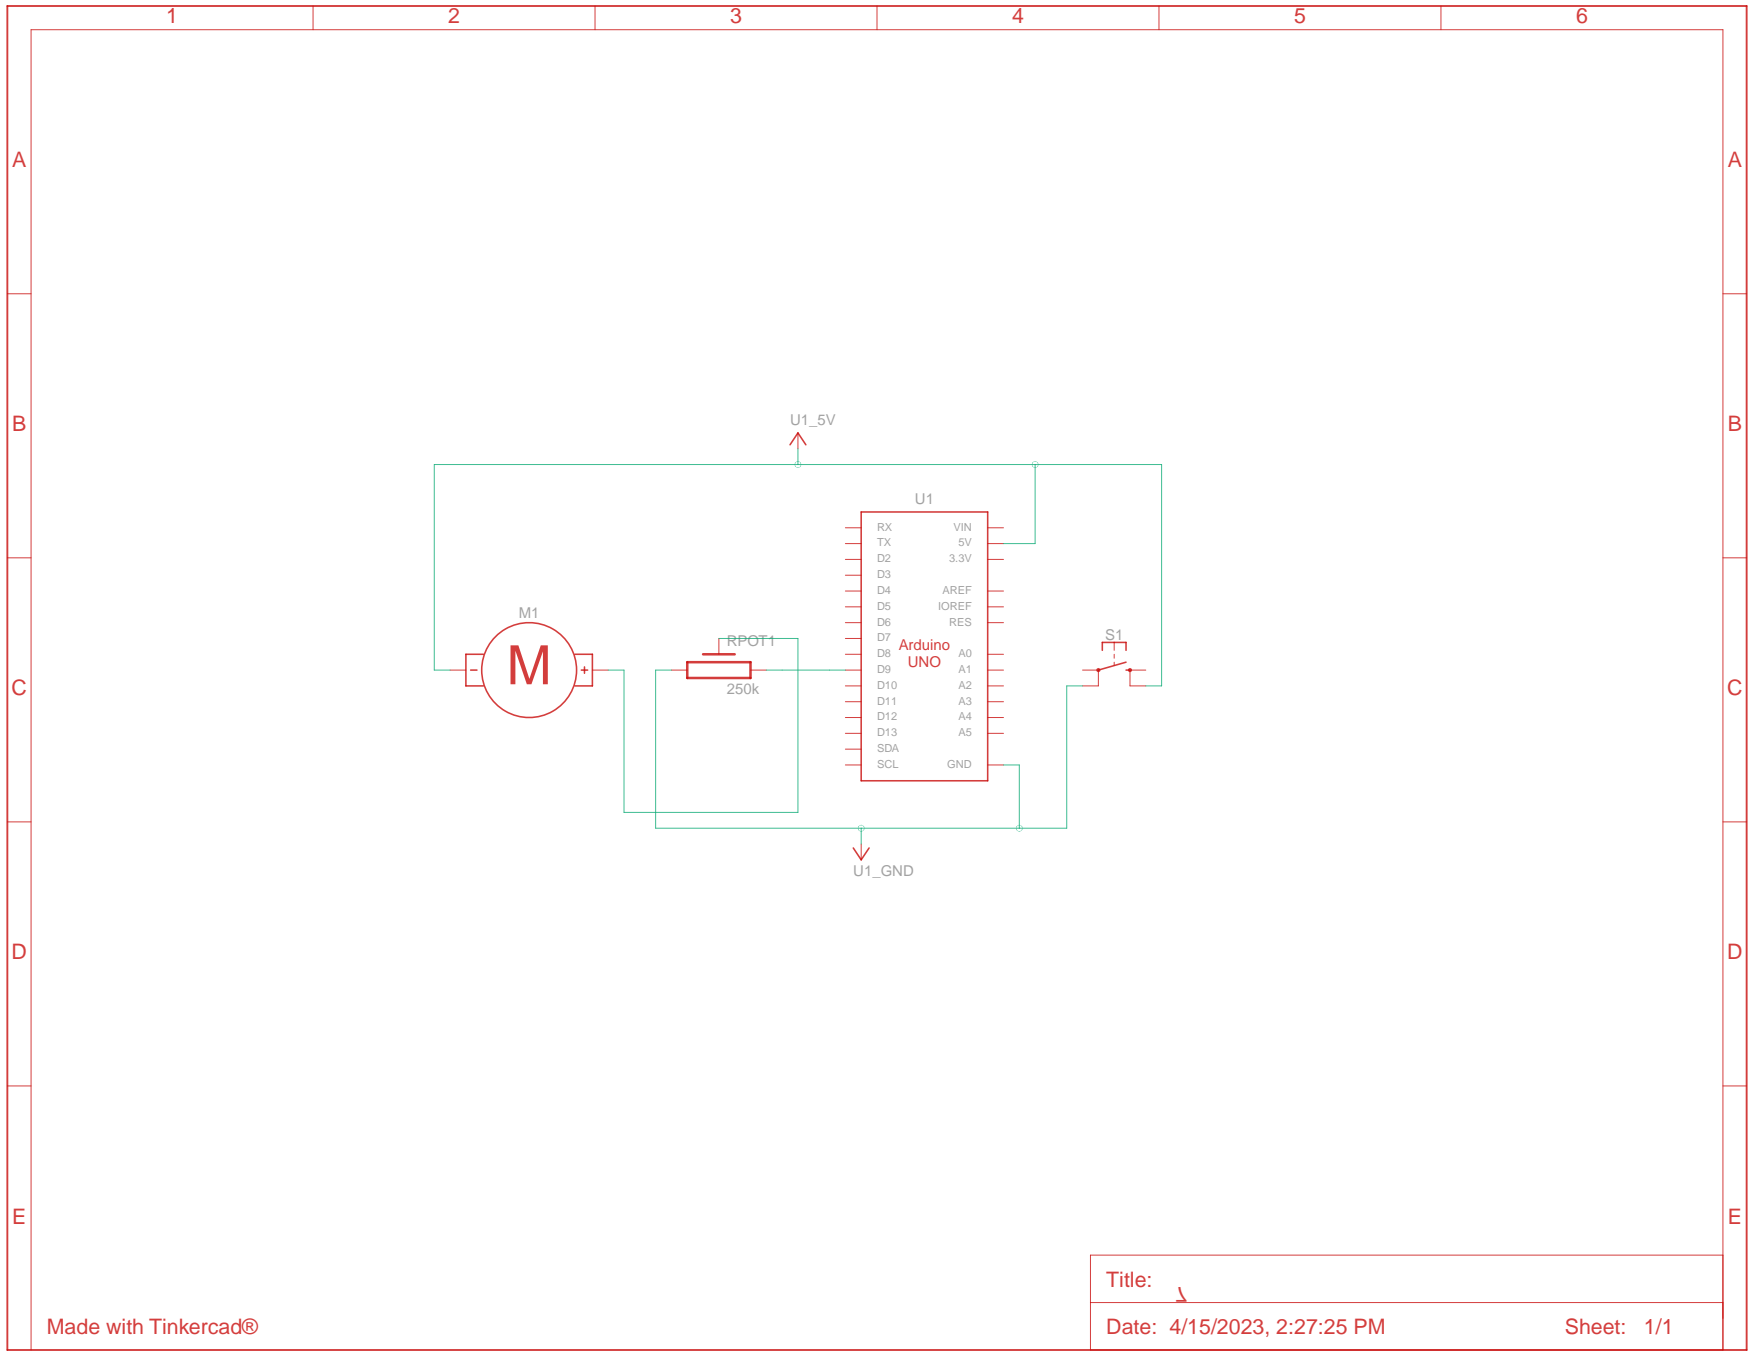 1 2 3 4 5 6
A A
B B
U1_5V
U1
RX VIN
TX 5V
D2 3.3V
D3
D4 AREF
D5 IOREF
D6 RES
D7
D8 A0
D9 A1
D10 A2
D11 A3
D12 A4
D13 A5
SDA
SCL GND
Arduino
UNO
M1
- M +
RPOT1
250k
S1
C C
U1_GND
D D
E E
Title:
Made with Tinkercad®
Date: 4/15/2023, 2:27:25 PM Sheet: 1/1